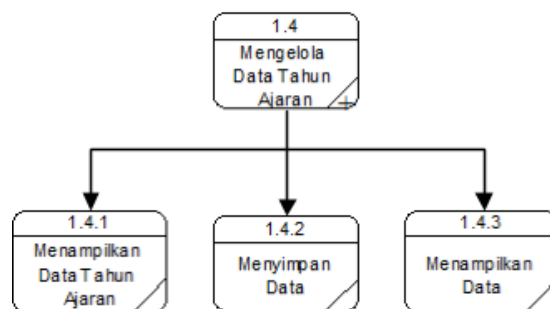 1.4
Mengelola
Data Tahun
Ajaran
1.4.1
Menampilkan
Data Tahun
Ajaran
1.4.2
Menyimpan
Data
1.4.3
Menampilkan
Data